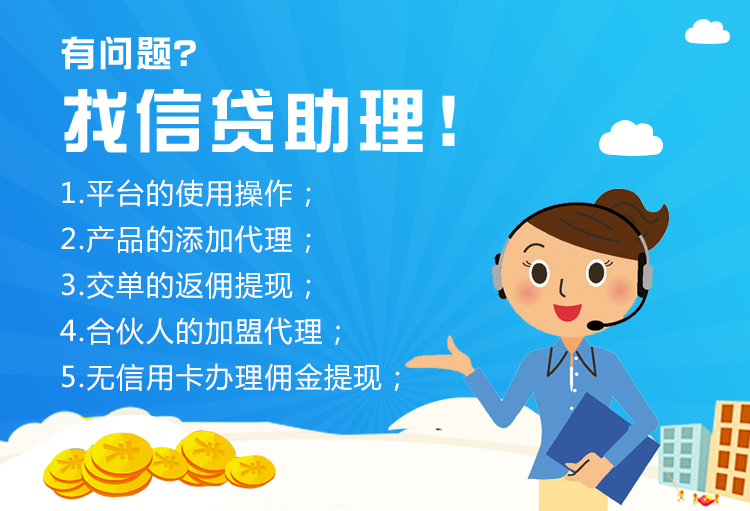 有问题?
找信贷助理!
1.平台的使用操作；
2.产品的添加代理；
3.交单的返佣提现；
4.合伙人的加盟代理；
5.无信用卡办理佣金提现；